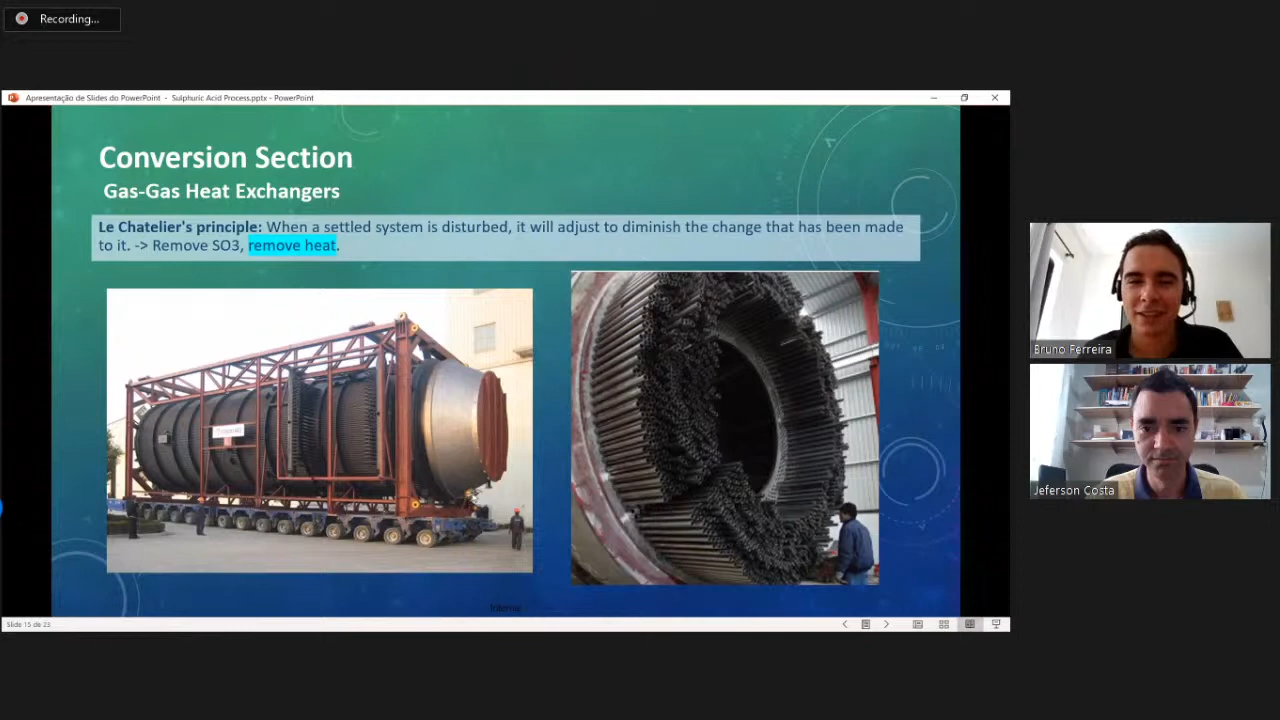 Recording...
Apresentação de Slides do PowerPoint - Sulphuric Acid Process.pptx - PowerPoint
Conversion Section
Gas-Gas Heat Exchangers
Le Chatelier's principle: When a settled system is disturbed, it will adjust to diminish the change that has been made
to it. -> Remove SO3, remove heat.
Bruno Ferreira
Jeferson Costa
Interna
Slide 15 de 23